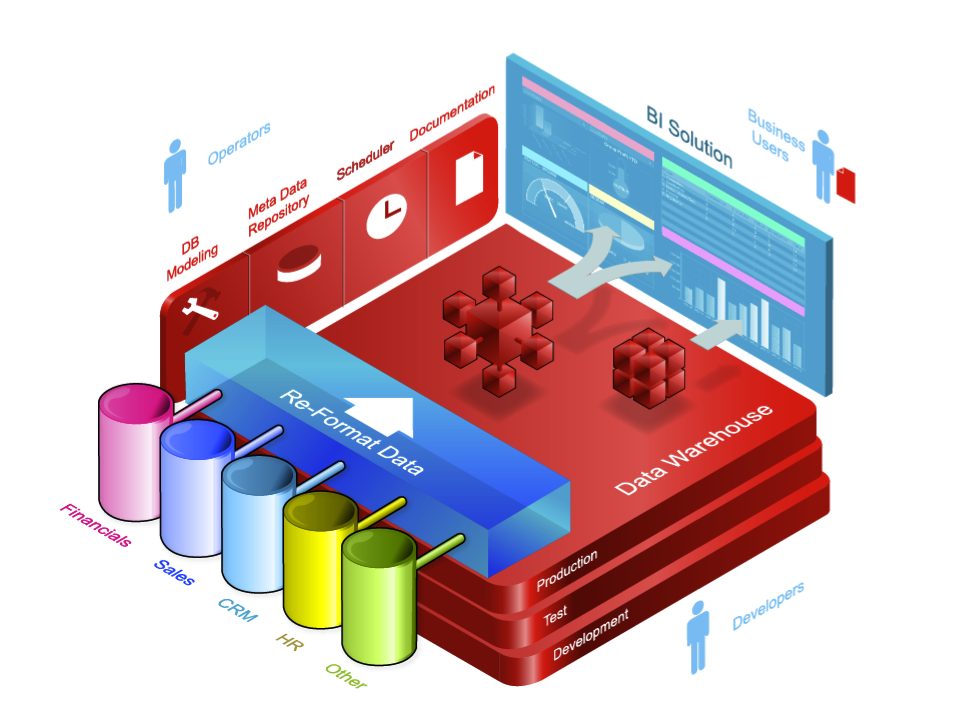 Operators
Documentation
Scheduler
Meta Data
Repository
DB
Modeling
BI Solution
Business
Users
Re-Format Data
Data Warehouse
Financials
Sales
CRM
HR
Other
Production
Test
Development
Developers